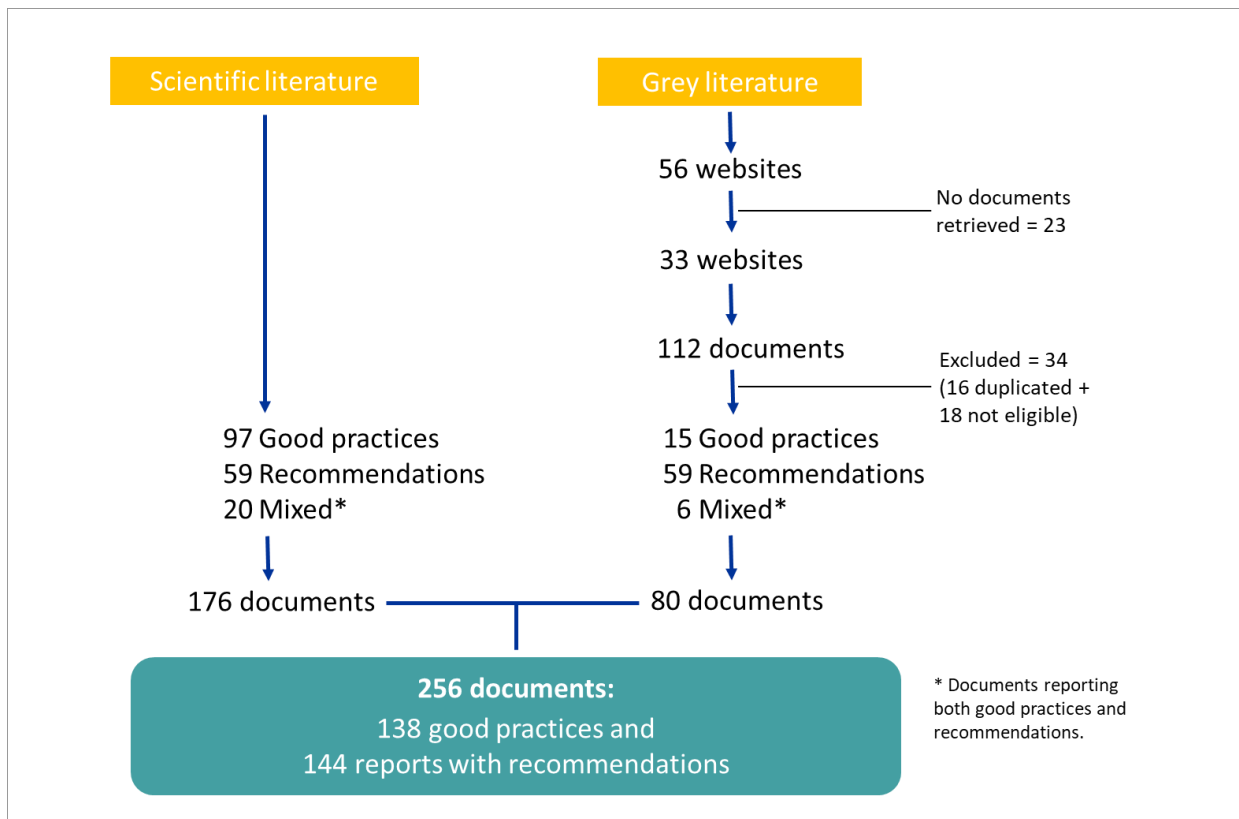 Scientific literature
Grey literature
56 websites
No documents
retrieved = 23
33 websites
112 documents
Excluded = 34
(16 duplicated +
18 not eligible)
97 Good practices
59 Recommendations
20 Mixed*
15 Good practices
59 Recommendations
6 Mixed*
176 documents
80 documents
256 documents:
138 good practices and
144 reports with recommendations
* Documents reporting
both good practices and
recommendations.